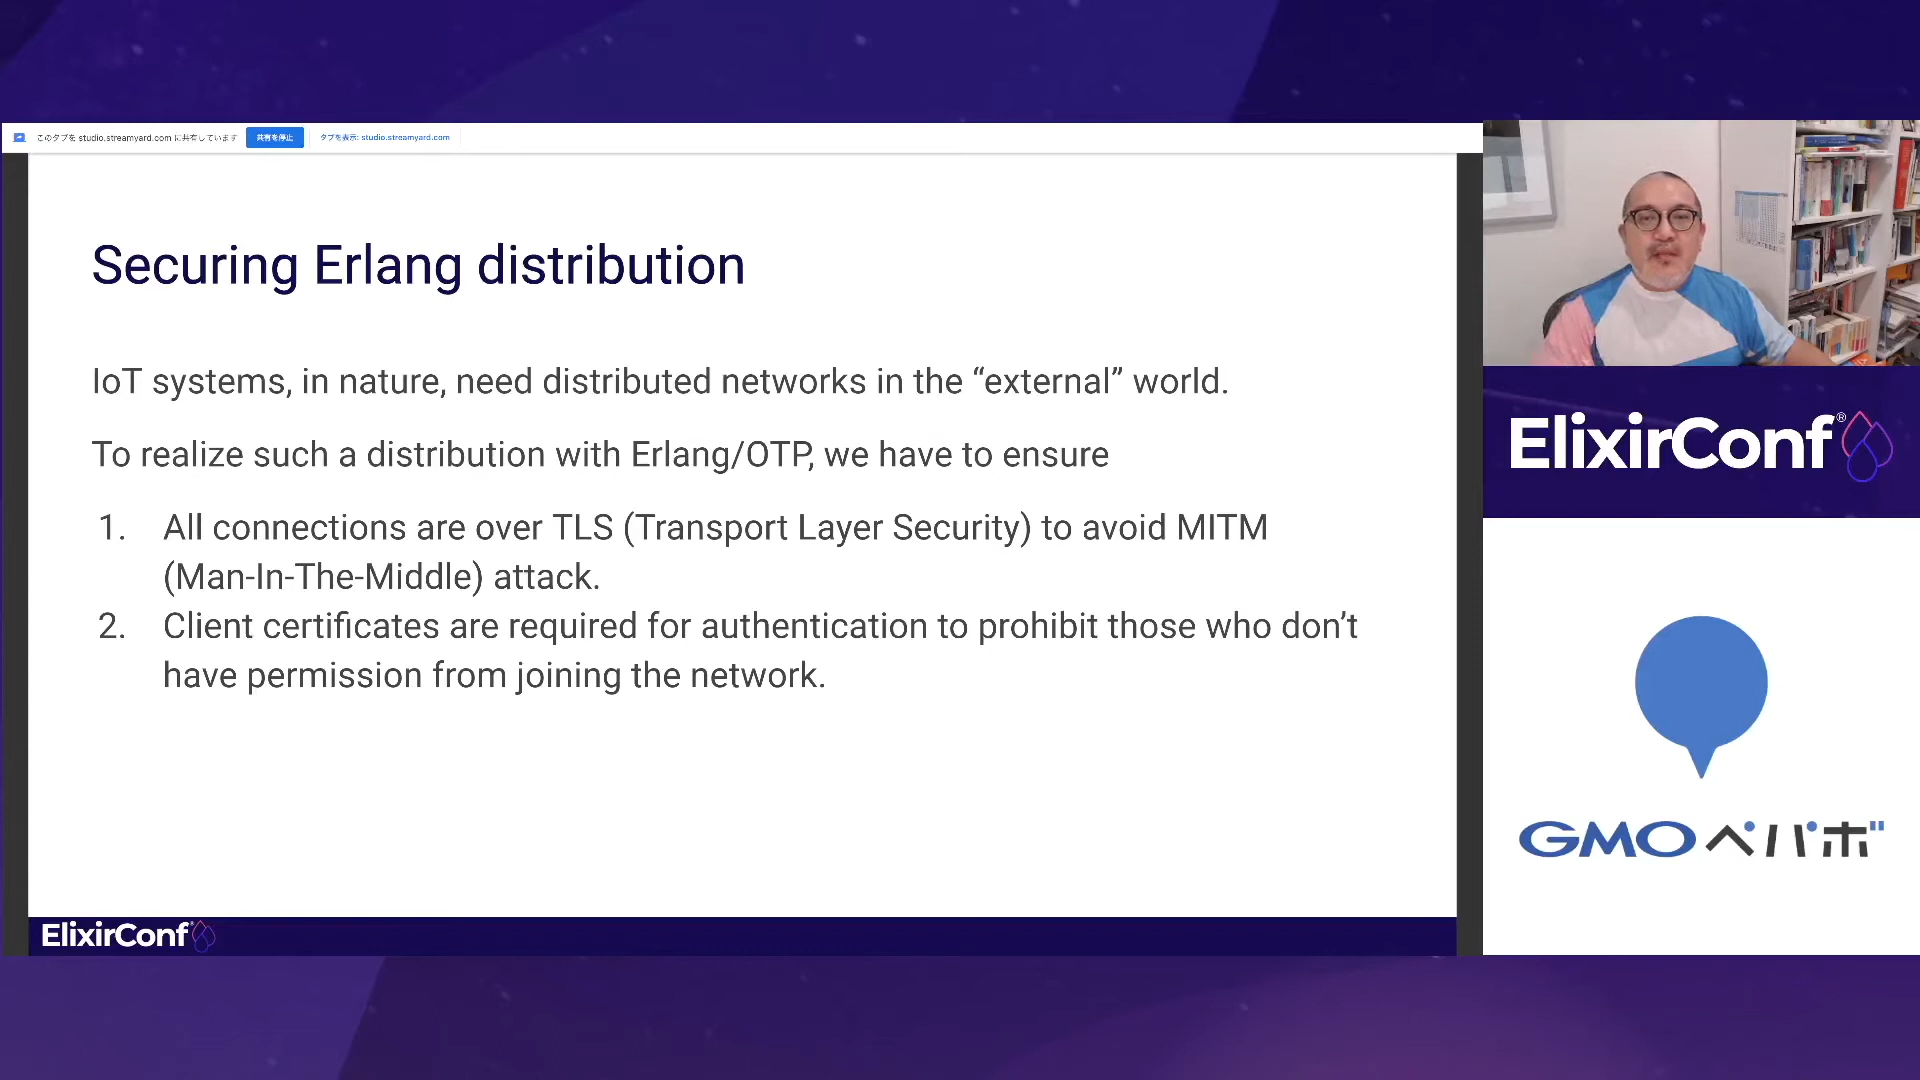 このタブを studio.streamyard.com に共有しています
共有を停止
タブを表示: studio.streamyard.com
Securing Erlang distribution
IoT systems, in nature, need distributed networks in the “external” world.
To realize such a distribution with Erlang/OTP, we have to ensure
1. All connections are over TLS (Transport Layer Security) to avoid MITM
(Man-In-The-Middle) attack.
2. Client certificates are required for authentication to prohibit those who don’t
have permission from joining the network.
ElixirConf
ElixirConf®
GMOペパボ